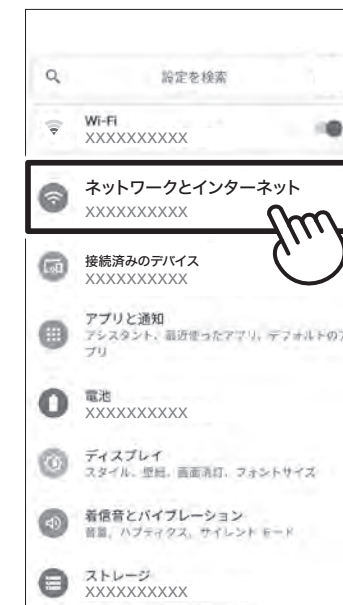 設定を検索
Wi-Fi
XXXXXXXXXX
ネットワークとインターネット
XXXXXXXXXX
接続済みのデバイス
XXXXXXXXXX
アプリと通知
アシスタント、最近使ったアプリ、デフォルトのア
プリ
電池
XXXXXXXXXX
ディスプレイ
スタイル、壁紙、画面消灯、フォントサイズ
着信音とバイブレーション
音量、ハプティクス、サイレント モード
ストレージ
XXXXXXXXXX